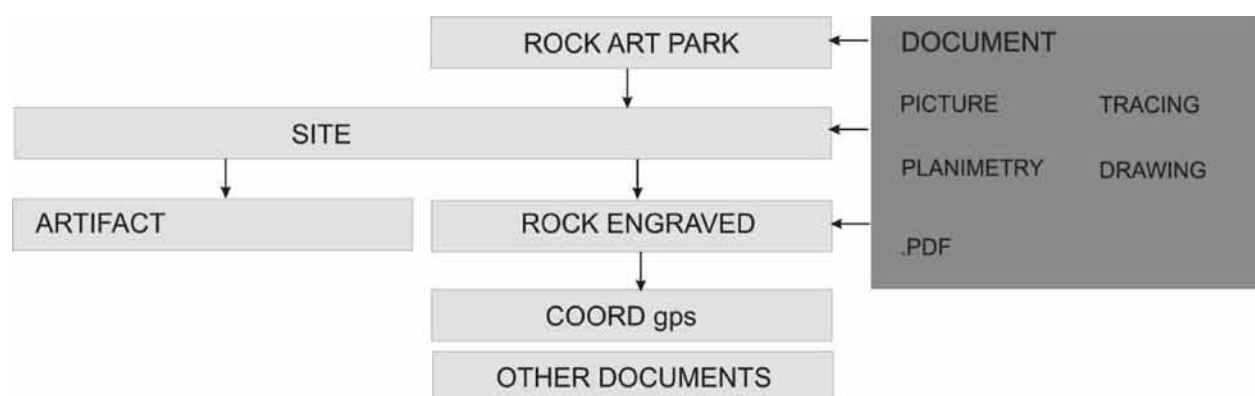 ROCK ART PARK
SITE
ARTIFACT
ROCK ENGRAVED
COORD gps
OTHER DOCUMENTS
DOCUMENT
PICTURE TRACING
PLANIMETRY DRAWING
.PDF